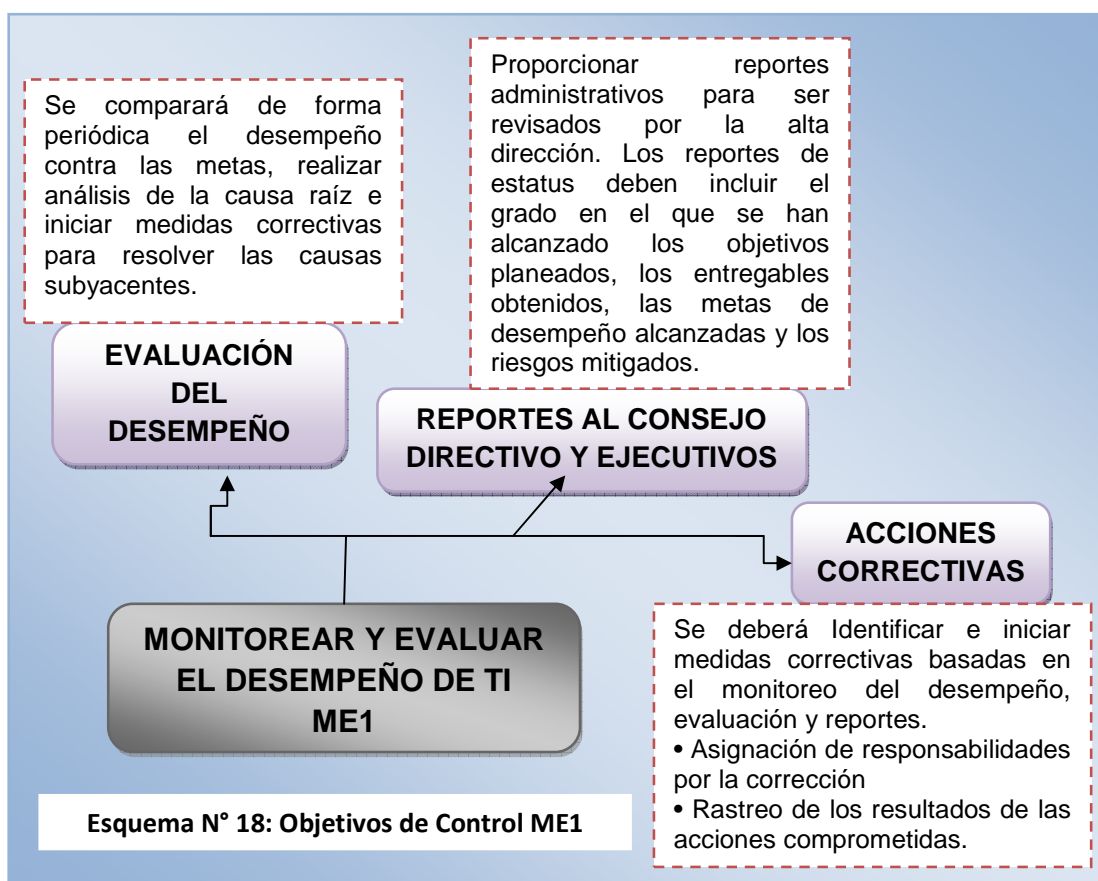 Se comparará de forma
periódica el desempeño
contra las metas, realizar
análisis de la causa raíz e
iniciar medidas correctivas
para resolver las causas
subyacentes.
EVALUACIÓN
DEL
DESEMPEÑO
Proporcionar reportes
administrativos para ser
revisados por la alta
dirección. Los reportes de
estatus deben incluir el
grado en el que se han
alcanzado los objetivos
planeados, los entregables
obtenidos, las metas de
desempeño alcanzadas y los
riesgos mitigados.
REPORTES AL CONSEJO
DIRECTIVO Y EJECUTIVOS
ACCIONES
CORRECTIVAS
Se deberá Identificar e iniciar
medidas correctivas basadas en
el monitoreo del desempeño,
evaluación y reportes.
• Asignación de responsabilidades
por la corrección
• Rastreo de los resultados de las
acciones comprometidas.
MONITOREAR Y EVALUAR
EL DESEMPEÑO DE TI
ME1
Esquema N° 18: Objetivos de Control ME1